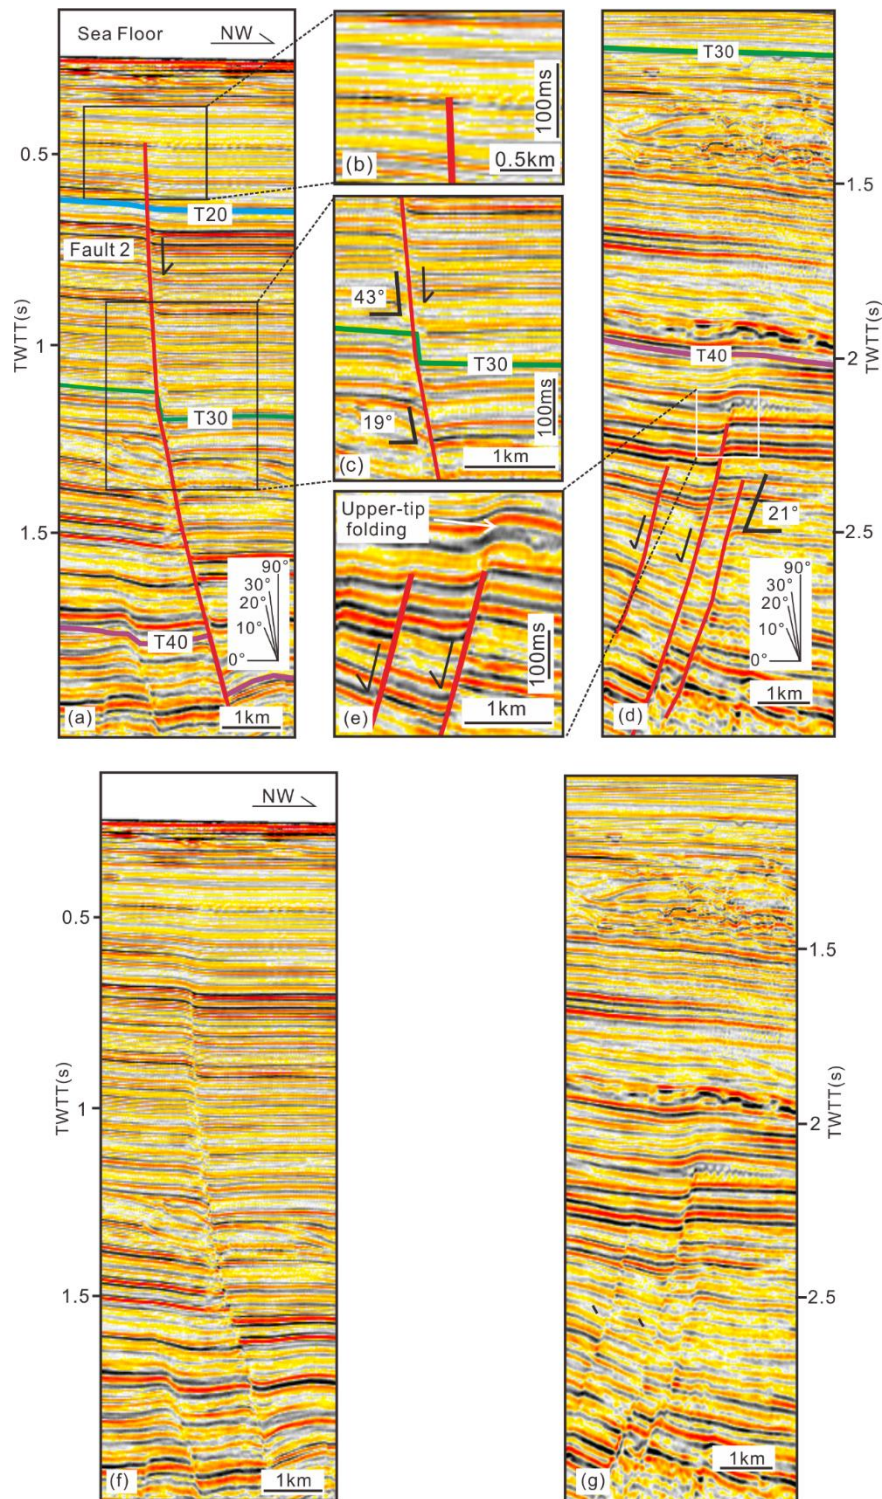 Sea Floor
NW
0.5
T20
Fault 2
TWTT(s)
1
T30
1.5
90°
30°
20°
10°
0°
T40
(a)
1km
100ms
0.5km
(b)
43°
T30
19°
100ms
(c)
1km
Upper-tip
folding
100ms
(e)
1km
T30
1.5
T40
2
TWTT(s)
21°
2.5
90°
30°
20°
10°
0°
1km
(d)
NW
0.5
TWTT(s)
1
1.5
(f)
1km
1.5
2
TWTT(s)
2.5
1km
(g)